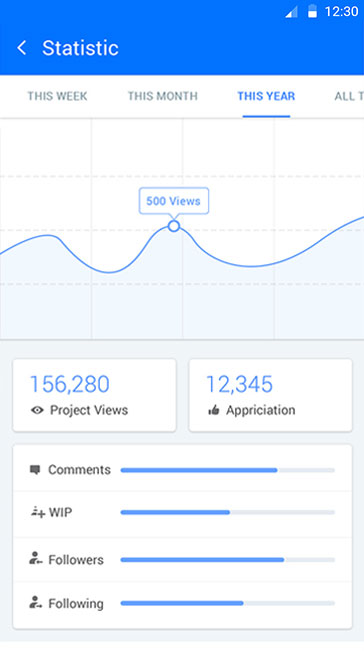 12:30
Statistic
THIS WEEK THIS MONTH THIS YEAR ALL T
500 Views
156,280 12,345
Project Views Appriciation
Comments
WIP
Followers
Following